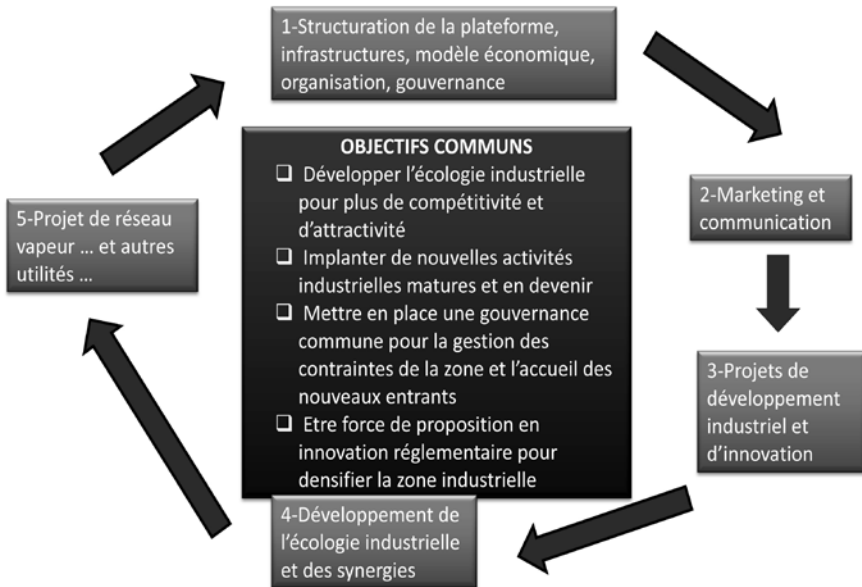 1-Structuration de la plateforme,
infrastructures, modèle économique,
organisation, gouvernance
OBJECTIFS COMMUNS
❑ Développer l’écologie industrielle
pour plus de compétitivité et
d’attractivité
❑ Implanter de nouvelles activités
industrielles matures et en devenir
❑ Mettre en place une gouvernance
commune pour la gestion des
contraintes de la zone et l’accueil des
nouveaux entrants
❑ Etre force de proposition en
innovation réglementaire pour
densifier la zone industrielle
2-Marketing et
communication
3-Projets de
développement
industriel et
d’innovation
4-Développement de
l’écologie industrielle
et des synergies
5-Projet de réseau
vapeur ... et autres
utilités ...